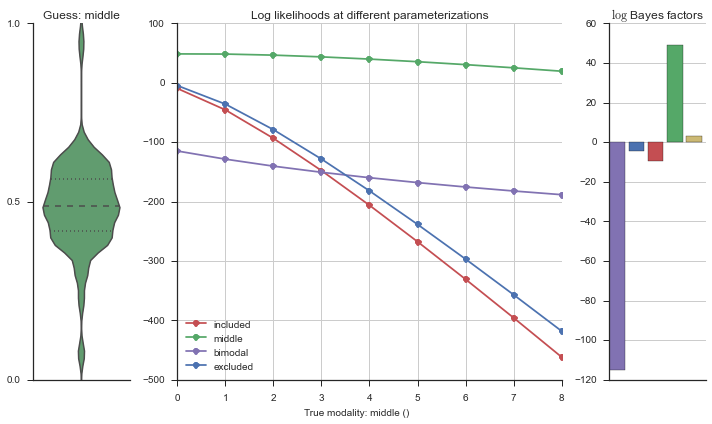 Guess: middle
1.0
0.5
0.0
Log likelihoods at different parameterizations
100
0
−100
−200
−300
−400
−500
included
middle
bimodal
excluded
0 1 2 3 4 5 6 7 8
True modality: middle ()
log Bayes factors
60
40
20
0
−20
−40
−60
−80
−100
−120